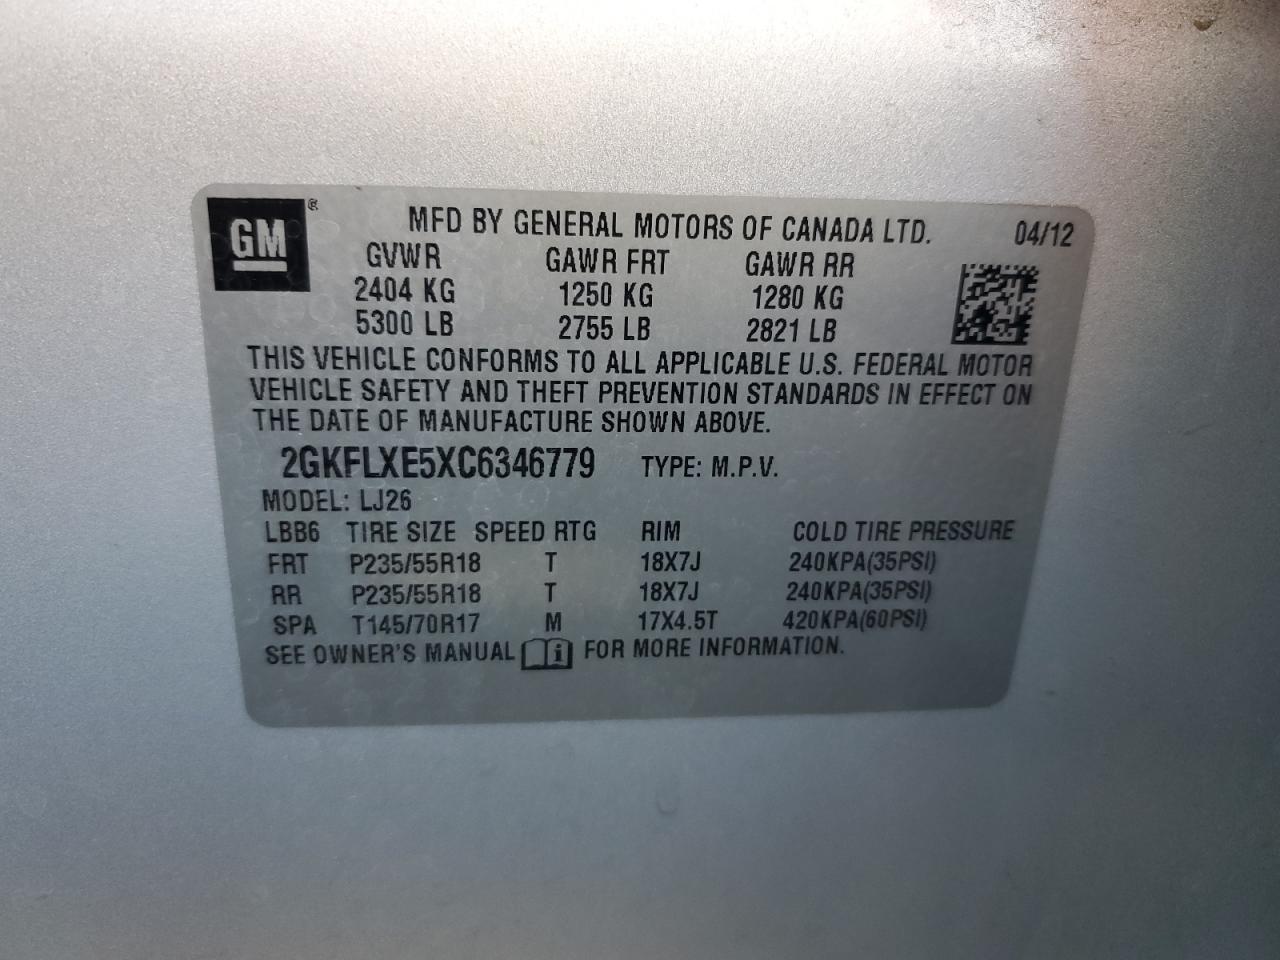 GM ®
MFD BY GENERAL MOTORS OF CANADA LTD. 04/12
GVWR GAWR FRT GAWR RR
2404 KG 1250 KG 1280 KG
5300 LB 2755 LB 2821 LB
THIS VEHICLE CONFORMS TO ALL APPLICABLE U.S. FEDERAL MOTOR
VEHICLE SAFETY AND THEFT PREVENTION STANDARDS IN EFFECT ON
THE DATE OF MANUFACTURE SHOWN ABOVE.
2GKFLXE5XC6346779 TYPE: M.P.V.
MODEL: LJ26
LBB6 TIRE SIZE SPEED RTG RIM COLD TIRE PRESSURE
FRT P235/55R18 T 18X7J 240KPA(35PSI)
RR P235/55R18 T 18X7J 240KPA(35PSI)
SPA T145/70R17 M 17X4.5T 420KPA(60PSI)
SEE OWNER'S MANUAL i FOR MORE INFORMATION.